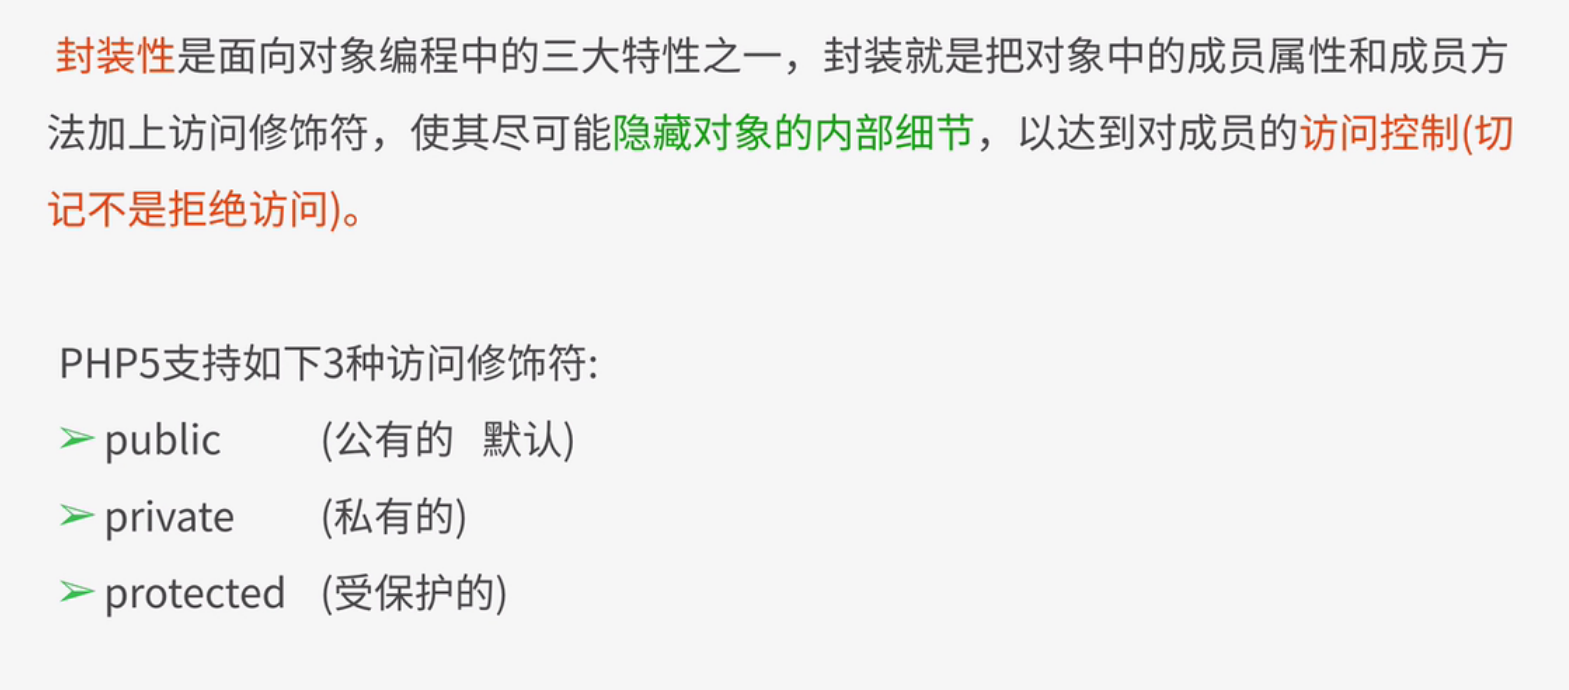 封装性是面向对象编程中的三大特性之一，封装就是把对象中的成员属性和成员方
法加上访问修饰符，使其尽可能隐藏对象的内部细节，以达到对成员的访问控制(切
记不是拒绝访问)。
PHP5支持如下3种访问修饰符:
➢ public (公有的 默认)
➢ private (私有的)
➢ protected (受保护的)